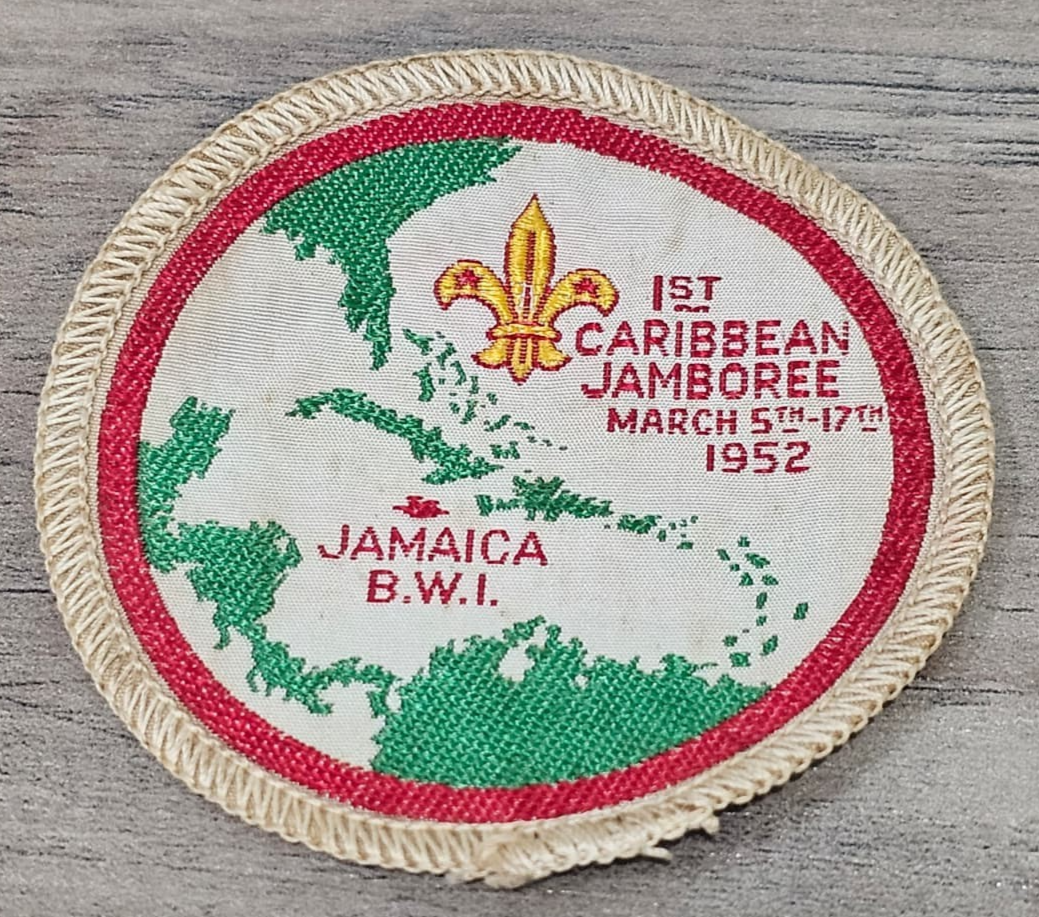 1ST
CARIBBEAN
JAMBOREE
MARCH 5TH-17TH
1952
JAMAICA
B.W.I.